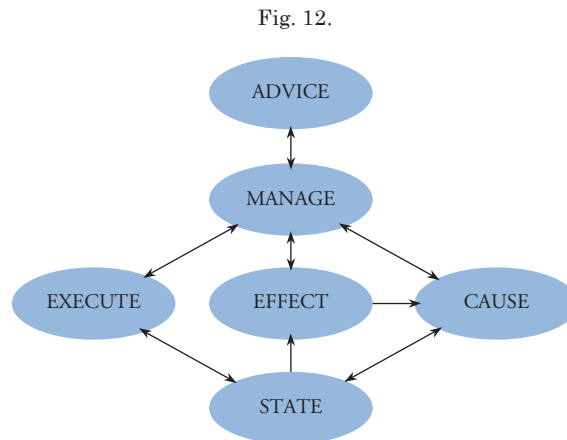 Fig. 12.
ADVICE
MANAGE
EXECUTE
EFFECT
CAUSE
STATE